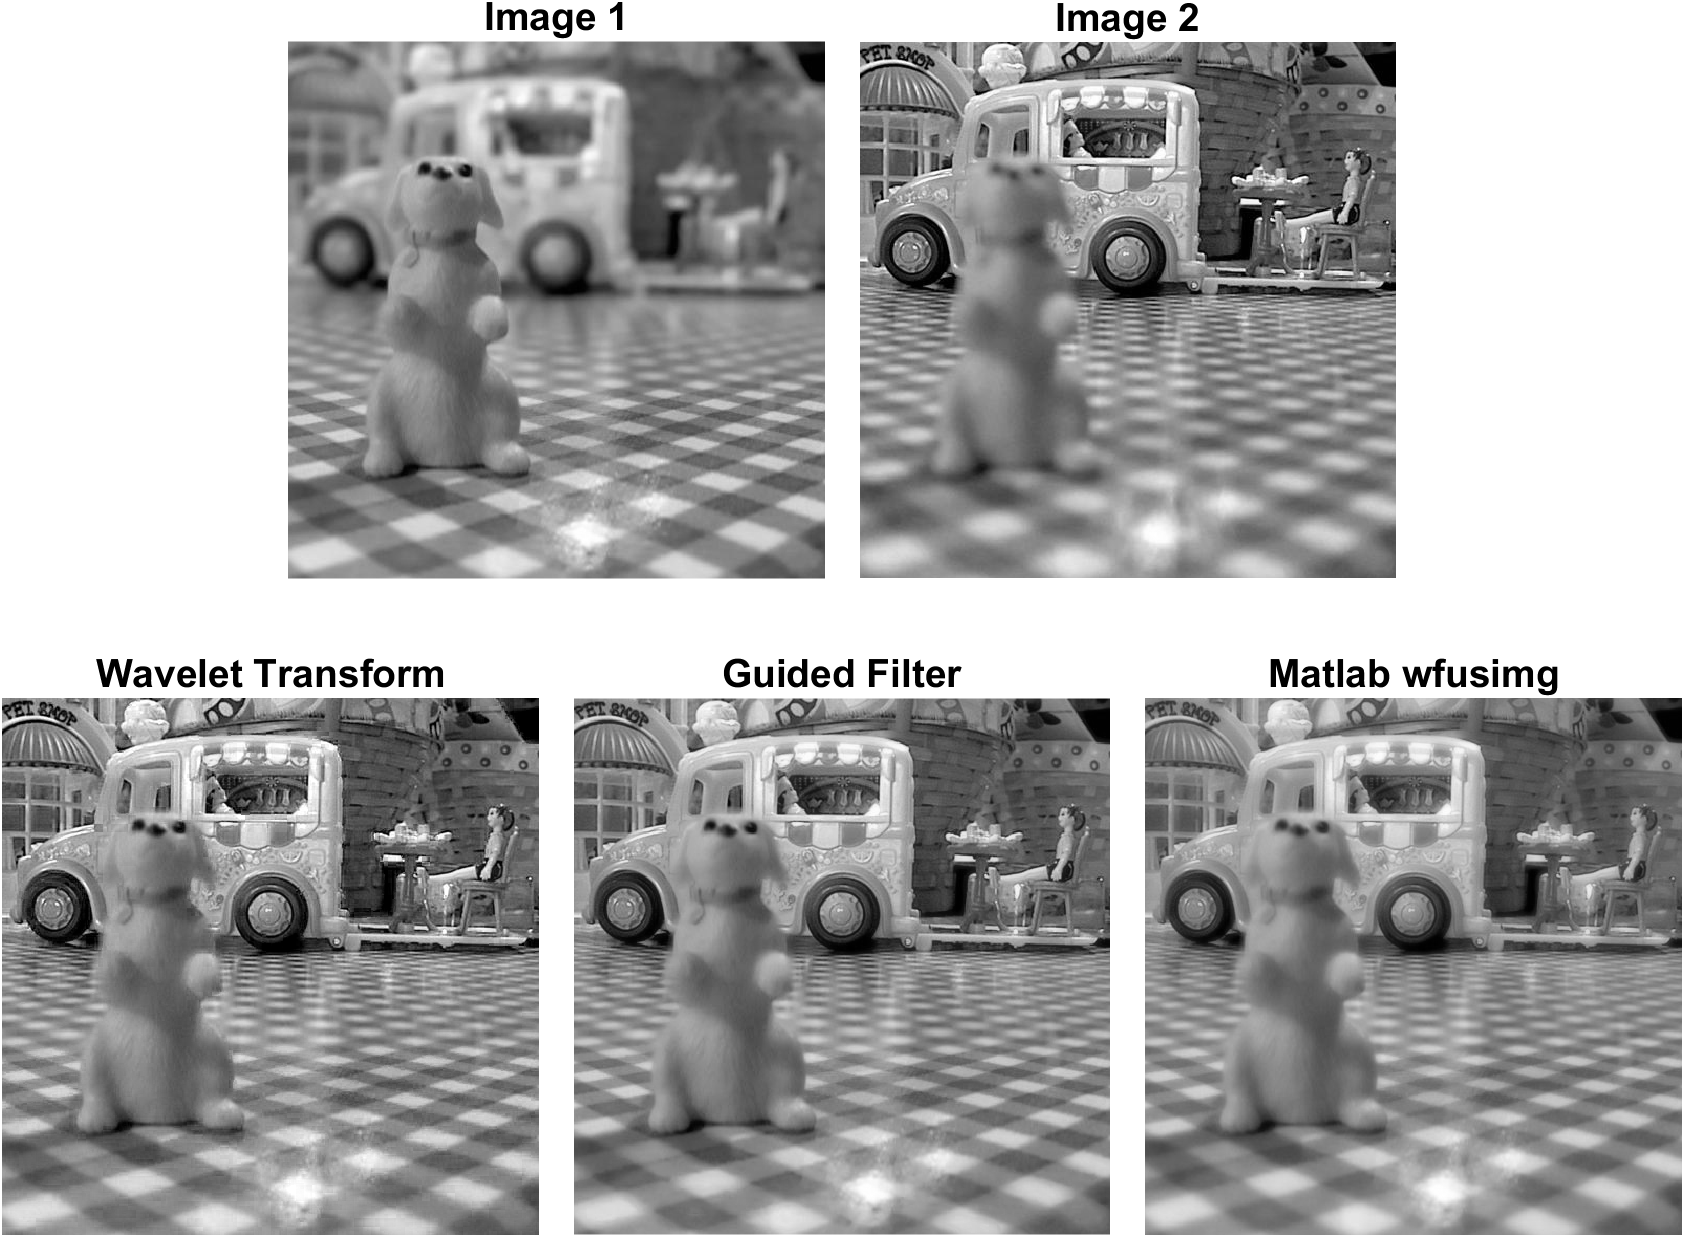 Image 1
Image 2
PET SHOP
Wavelet Transform
Guided Filter
Matlab wfusimg
PET SHOP
PET SHOP
PET SHOP